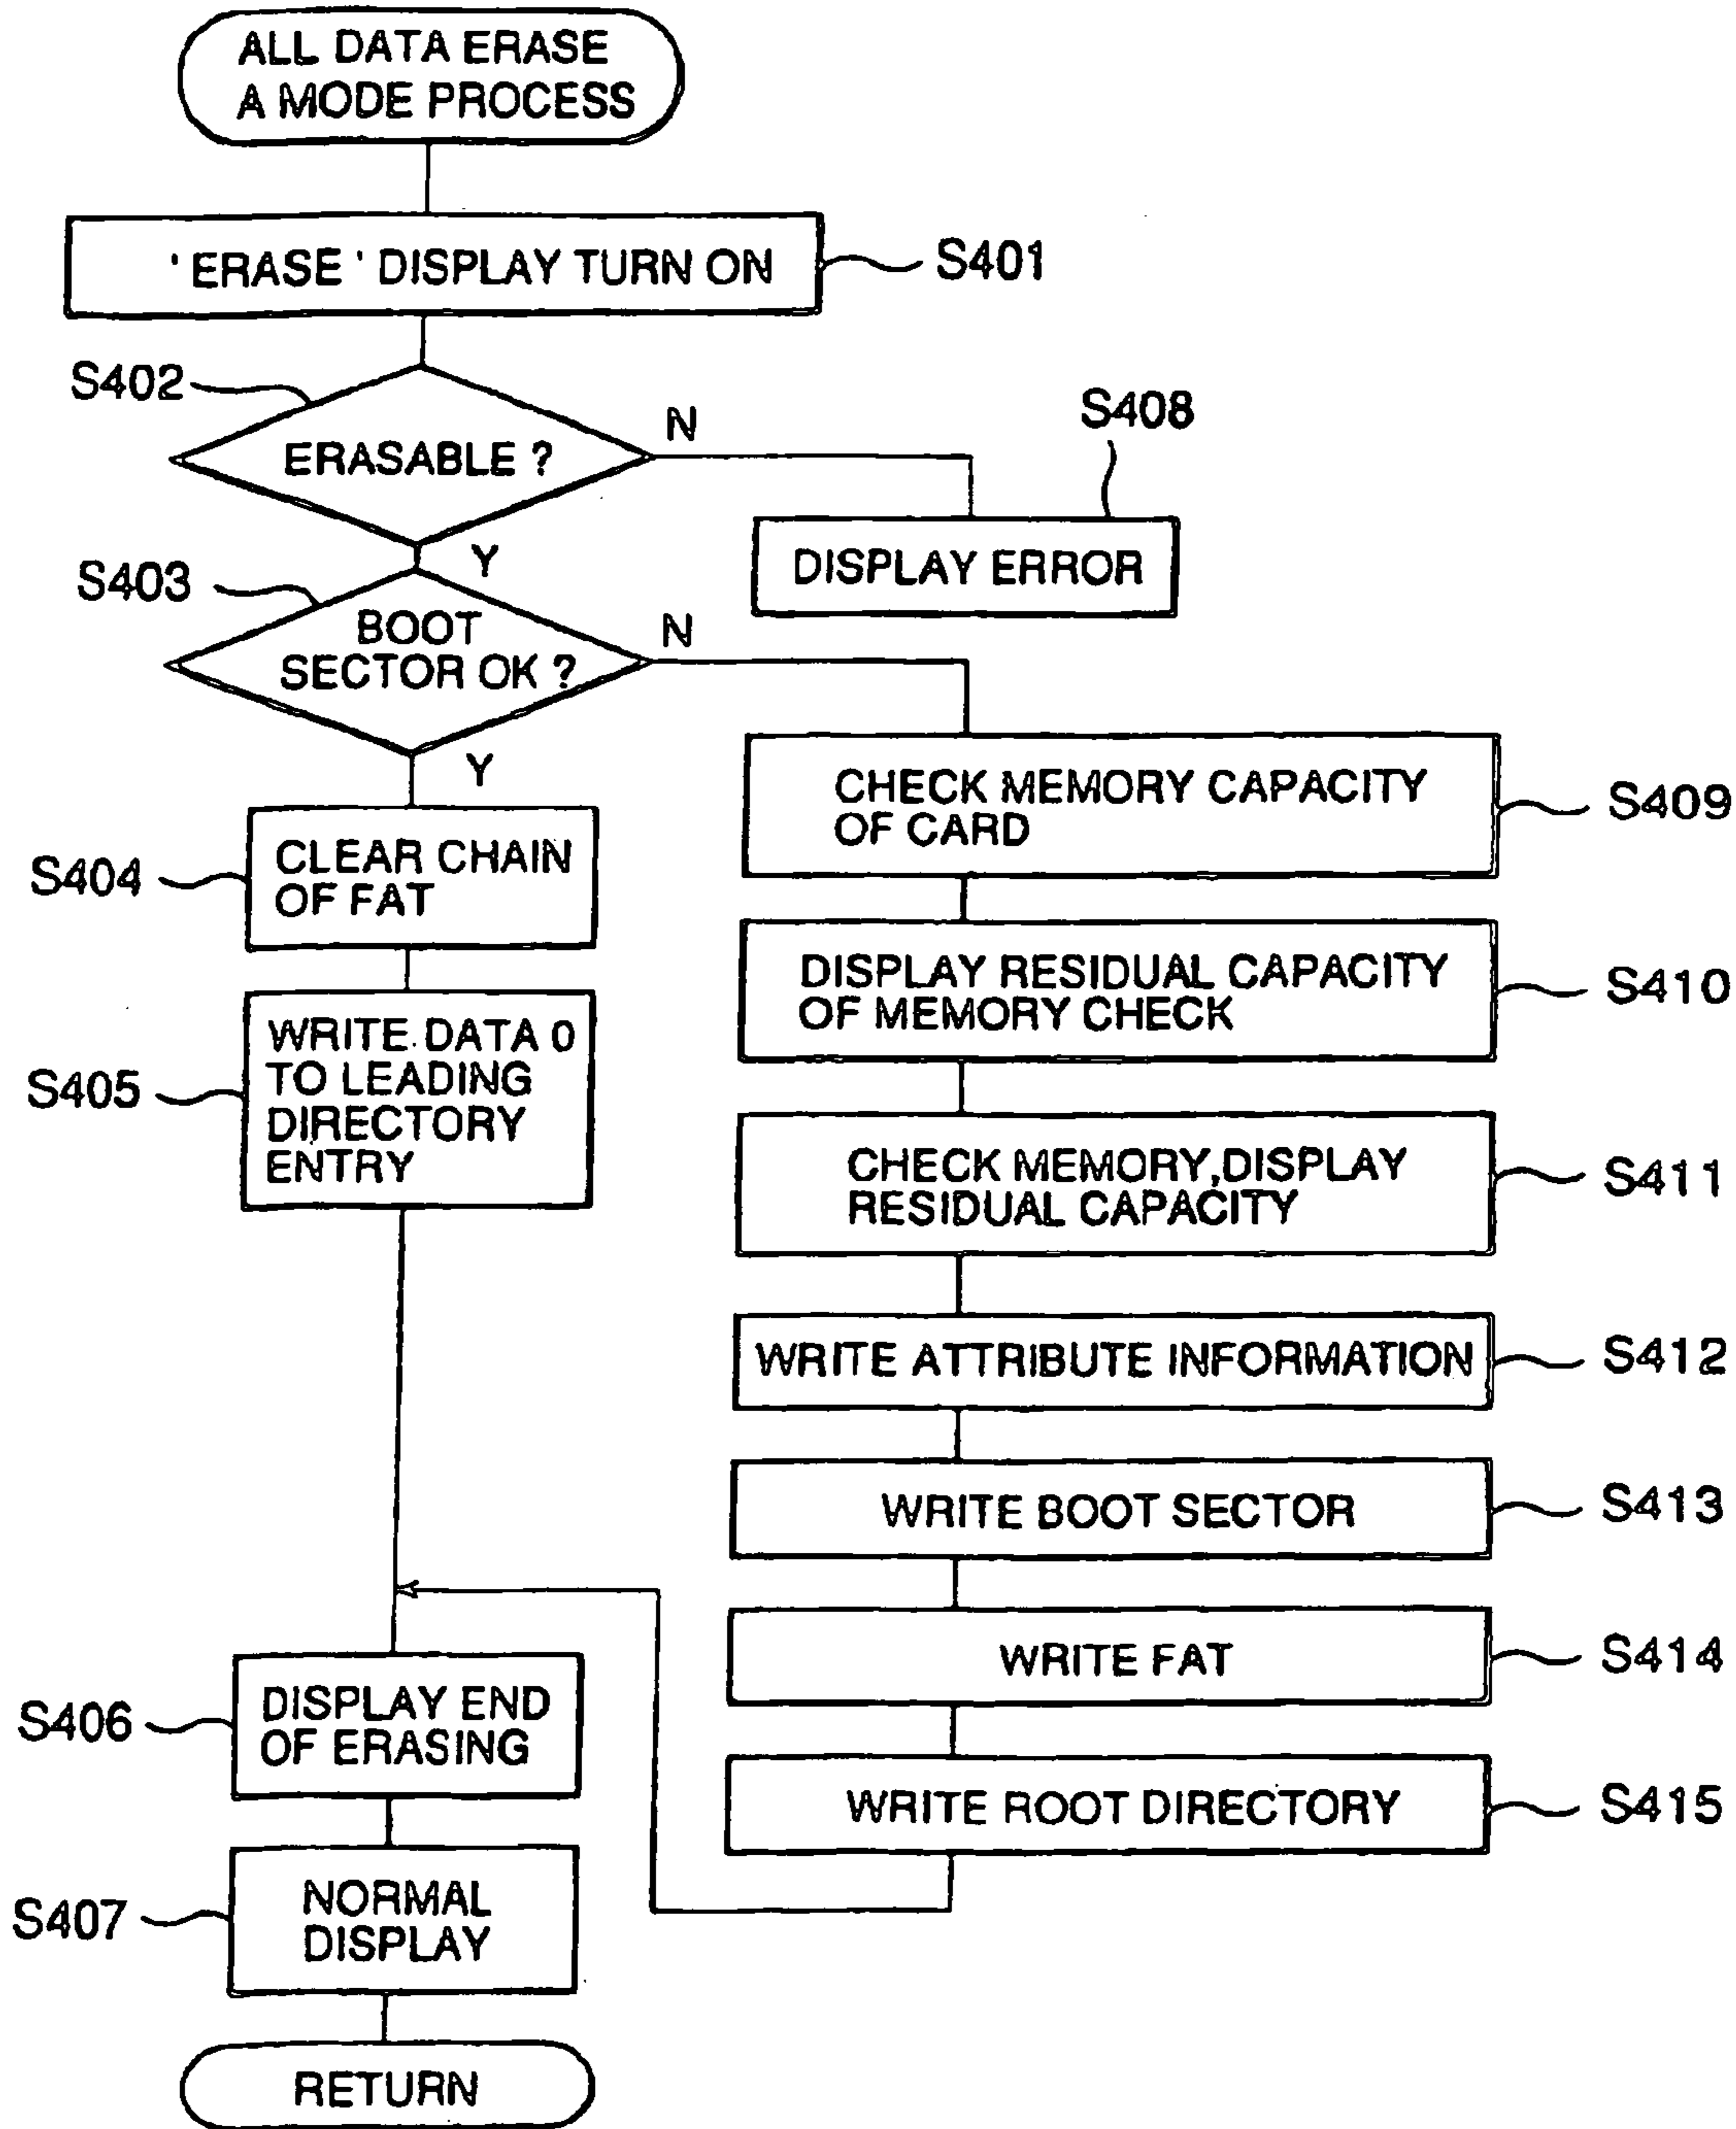 ALL DATA ERASE
A MODE PROCESS
'ERASE' DISPLAY TURN ON
S401
S402
ERASABLE ?
N
S408
DISPLAY ERROR
Y
S403
BOOT
SECTOR OK ?
N
Y
S404
CLEAR CHAIN
OF FAT
CHECK MEMORY CAPACITY
OF CARD
S409
S405
WRITE DATA 0
TO LEADING
DIRECTORY
ENTRY
DISPLAY RESIDUAL CAPACITY
OF MEMORY CHECK
S410
CHECK MEMORY,DISPLAY
RESIDUAL CAPACITY
S411
WRITE ATTRIBUTE INFORMATION
S412
WRITE BOOT SECTOR
S413
WRITE FAT
S414
WRITE ROOT DIRECTORY
S415
S406
DISPLAY END
OF ERASING
S407
NORMAL
DISPLAY
RETURN